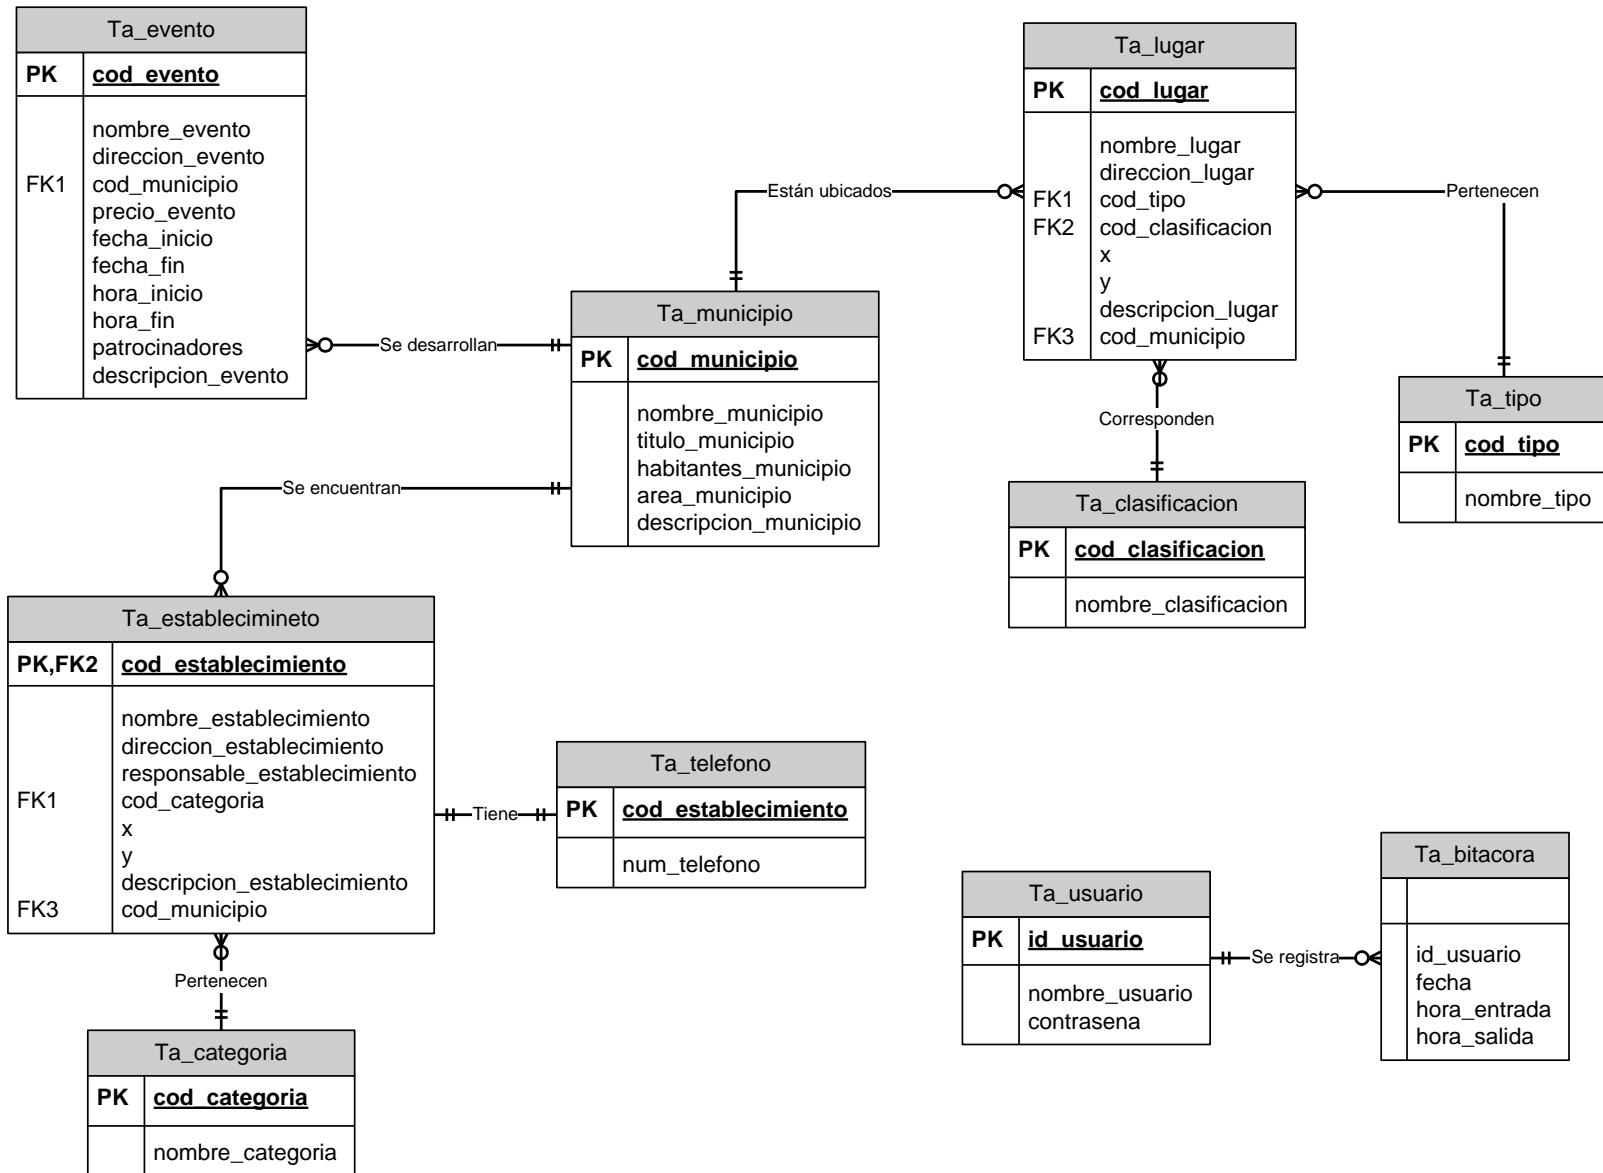 Ta_evento
PK cod_evento
nombre_evento
direccion_evento
FK1 cod_municipio
precio_evento
fecha_inicio
fecha_fin
hora_inicio
hora_fin
patrocinadores
descripcion_evento
Ta_lugar
PK cod_lugar
nombre_lugar
direccion_lugar
FK1 cod_tipo
FK2 cod_clasificacion
x
y
descripcion_lugar
FK3 cod_municipio
Están ubicados
Pertenecen
Se desarrollan
Ta_municipio
PK cod_municipio
nombre_municipio
titulo_municipio
habitantes_municipio
area_municipio
descripcion_municipio
Corresponden
Ta_tipo
PK cod_tipo
nombre_tipo
Se encuentran
Ta_clasificacion
PK cod_clasificacion
nombre_clasificacion
Ta_establecimineto
PK,FK2 cod_establecimiento
nombre_establecimiento
direccion_establecimiento
responsable_establecimiento
FK1 cod_categoria
x
y
descripcion_establecimiento
FK3 cod_municipio
Tiene
Ta_telefono
PK cod_establecimiento
num_telefono
Ta_usuario
PK id_usuario
nombre_usuario
contrasena
Se registra
Ta_bitacora
id_usuario
fecha
hora_entrada
hora_salida
Pertenecen
Ta_categoria
PK cod_categoria
nombre_categoria